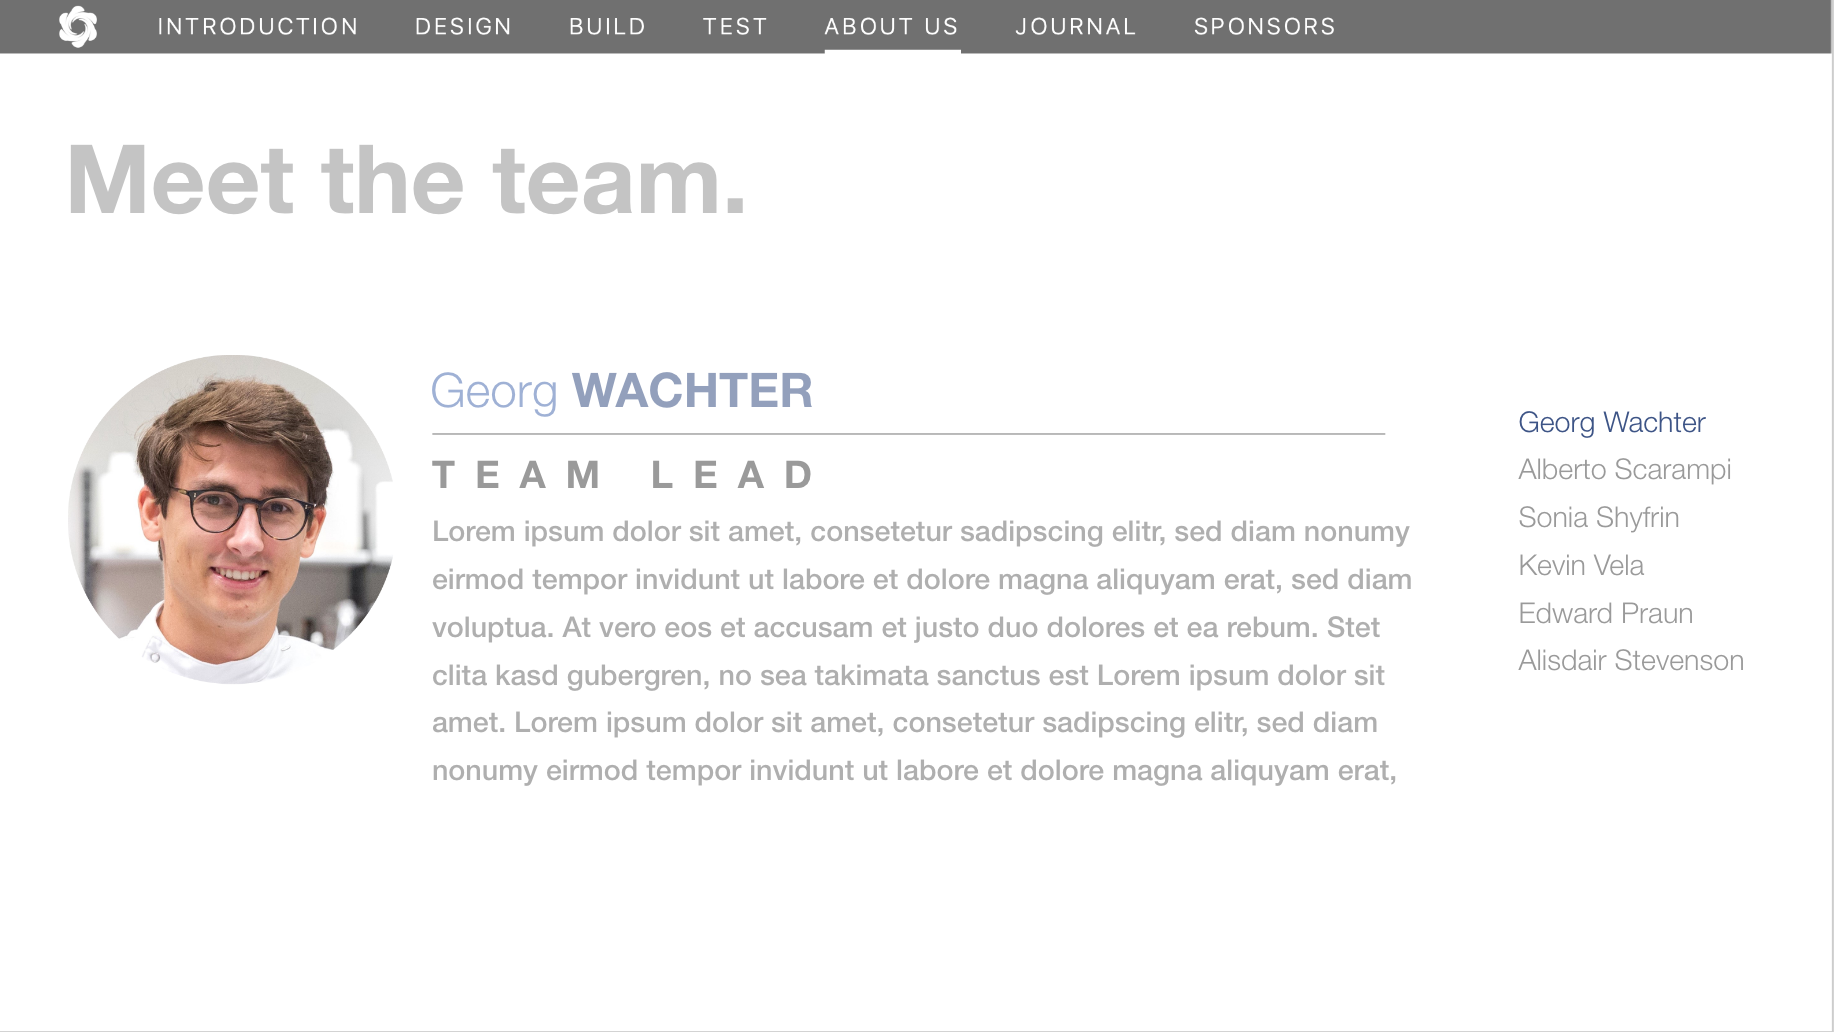 INTRODUCTION DESIGN BUILD TEST ABOUT US JOURNAL SPONSORS
Meet the team.
Georg WACHTER
TEAM LEAD
Lorem ipsum dolor sit amet, consetetur sadipscing elitr, sed diam nonumy
eirmod tempor invidunt ut labore et dolore magna aliquyam erat, sed diam
voluptua. At vero eos et accusam et justo duo dolores et ea rebum. Stet
clita kasd gubergren, no sea takimata sanctus est Lorem ipsum dolor sit
amet. Lorem ipsum dolor sit amet, consetetur sadipscing elitr, sed diam
nonumy eirmod tempor invidunt ut labore et dolore magna aliquyam erat,
Georg Wachter
Alberto Scarampi
Sonia Shyfrin
Kevin Vela
Edward Praun
Alisdair Stevenson